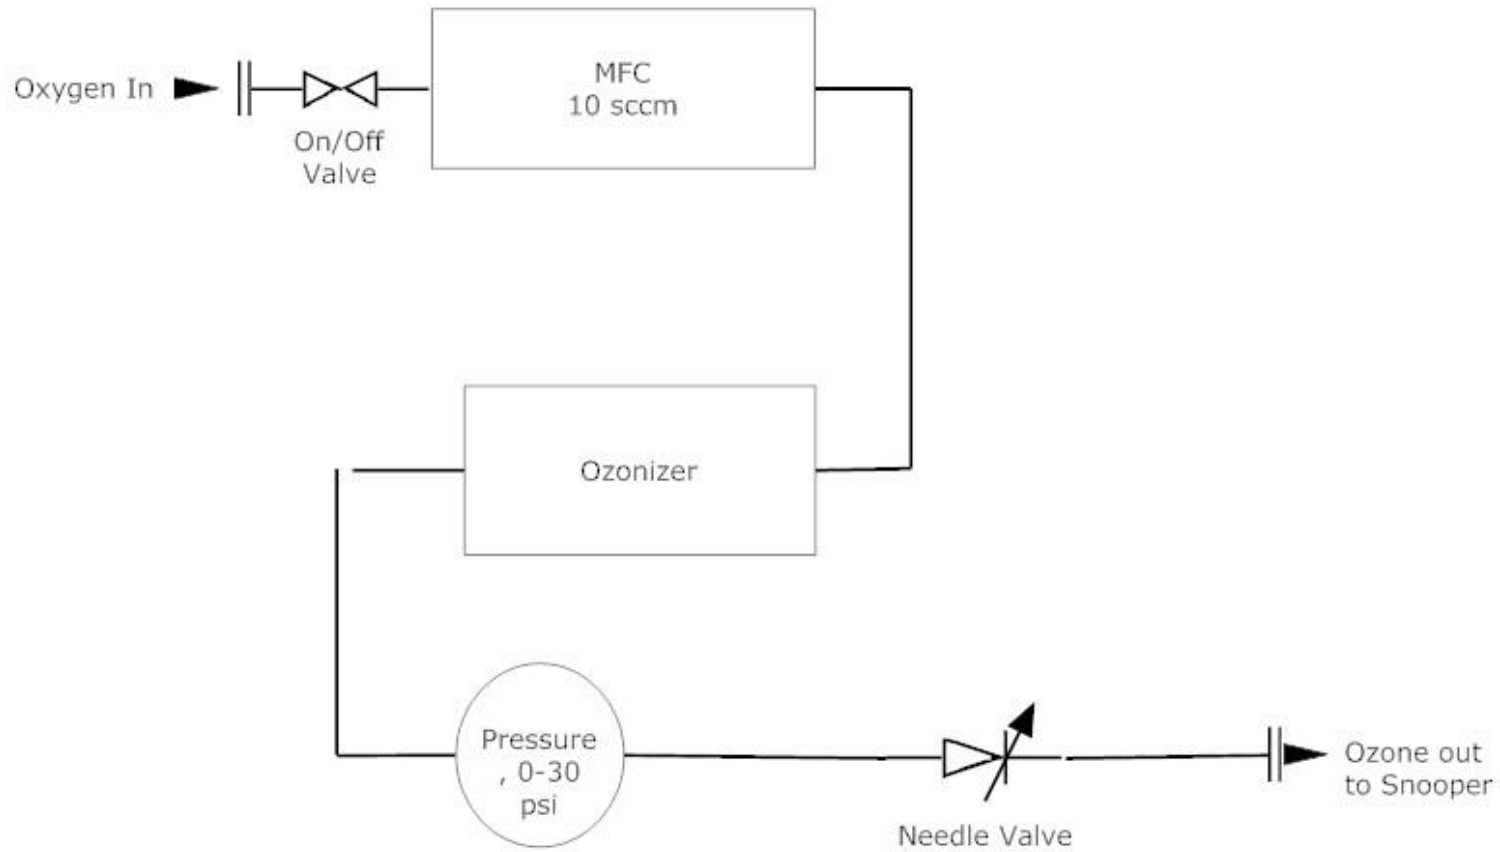 Oxygen In
MFC
10 sccm
On/Off
Valve
Ozonizer
Pressure
, 0-30
psi
Ozone out
to Snooper
Needle Valve